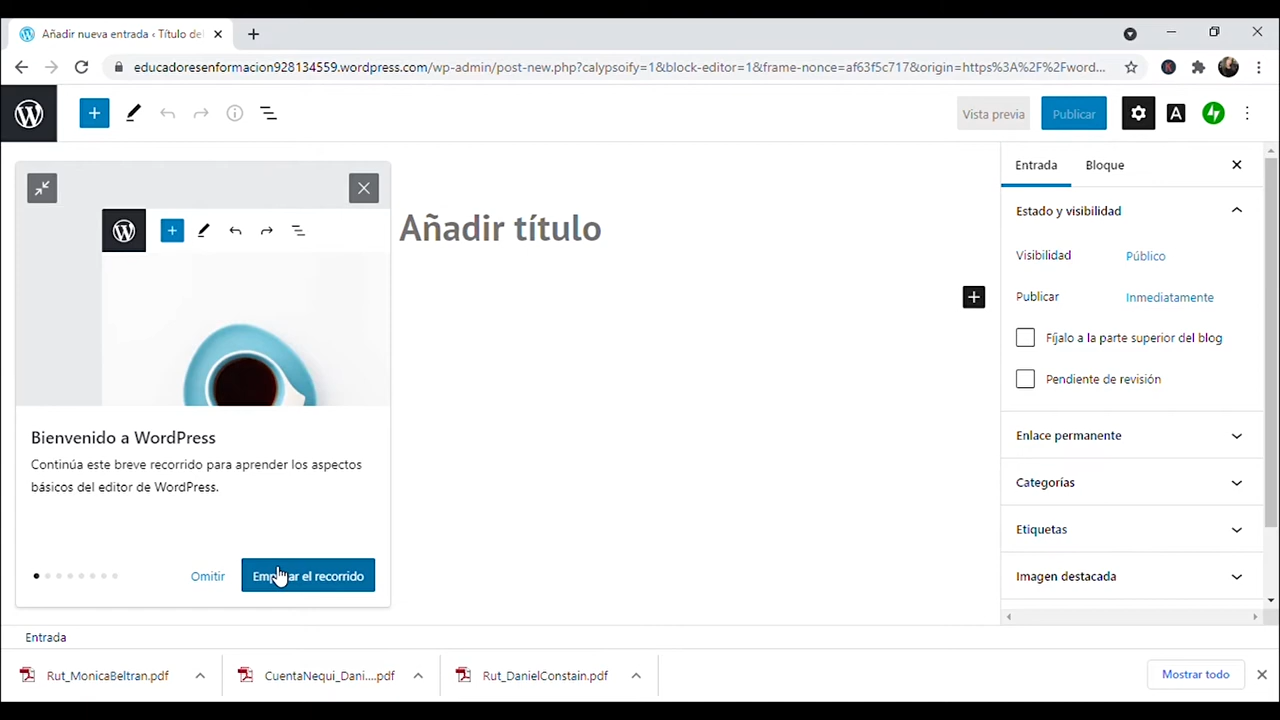 Añadir nueva entrada ‹ Título del
educadoresenformacion928134559.wordpress.com/wp-admin/post-new.php?calypsoify=1&block-editor=1&frame-nonce=af63f5c717&origin=https%3A%2F%2Fword...
Vista previa
Publicar
A
Añadir título
Bienvenido a WordPress
Continúa este breve recorrido para aprender los aspectos
básicos del editor de WordPress.
Omitir
el recorrido
Entrada
Bloque
Estado y visibilidad
Visibilidad
Público
Publicar
Inmediatamente
Fíjalo a la parte superior del blog
Pendiente de revisión
Enlace permanente
Categorías
Etiquetas
Imagen destacada
Entrada
Rut_MonicaBeltran.pdf
CuentaNequi_Dani....pdf
Rut_DanielConstain.pdf
Mostrar todo